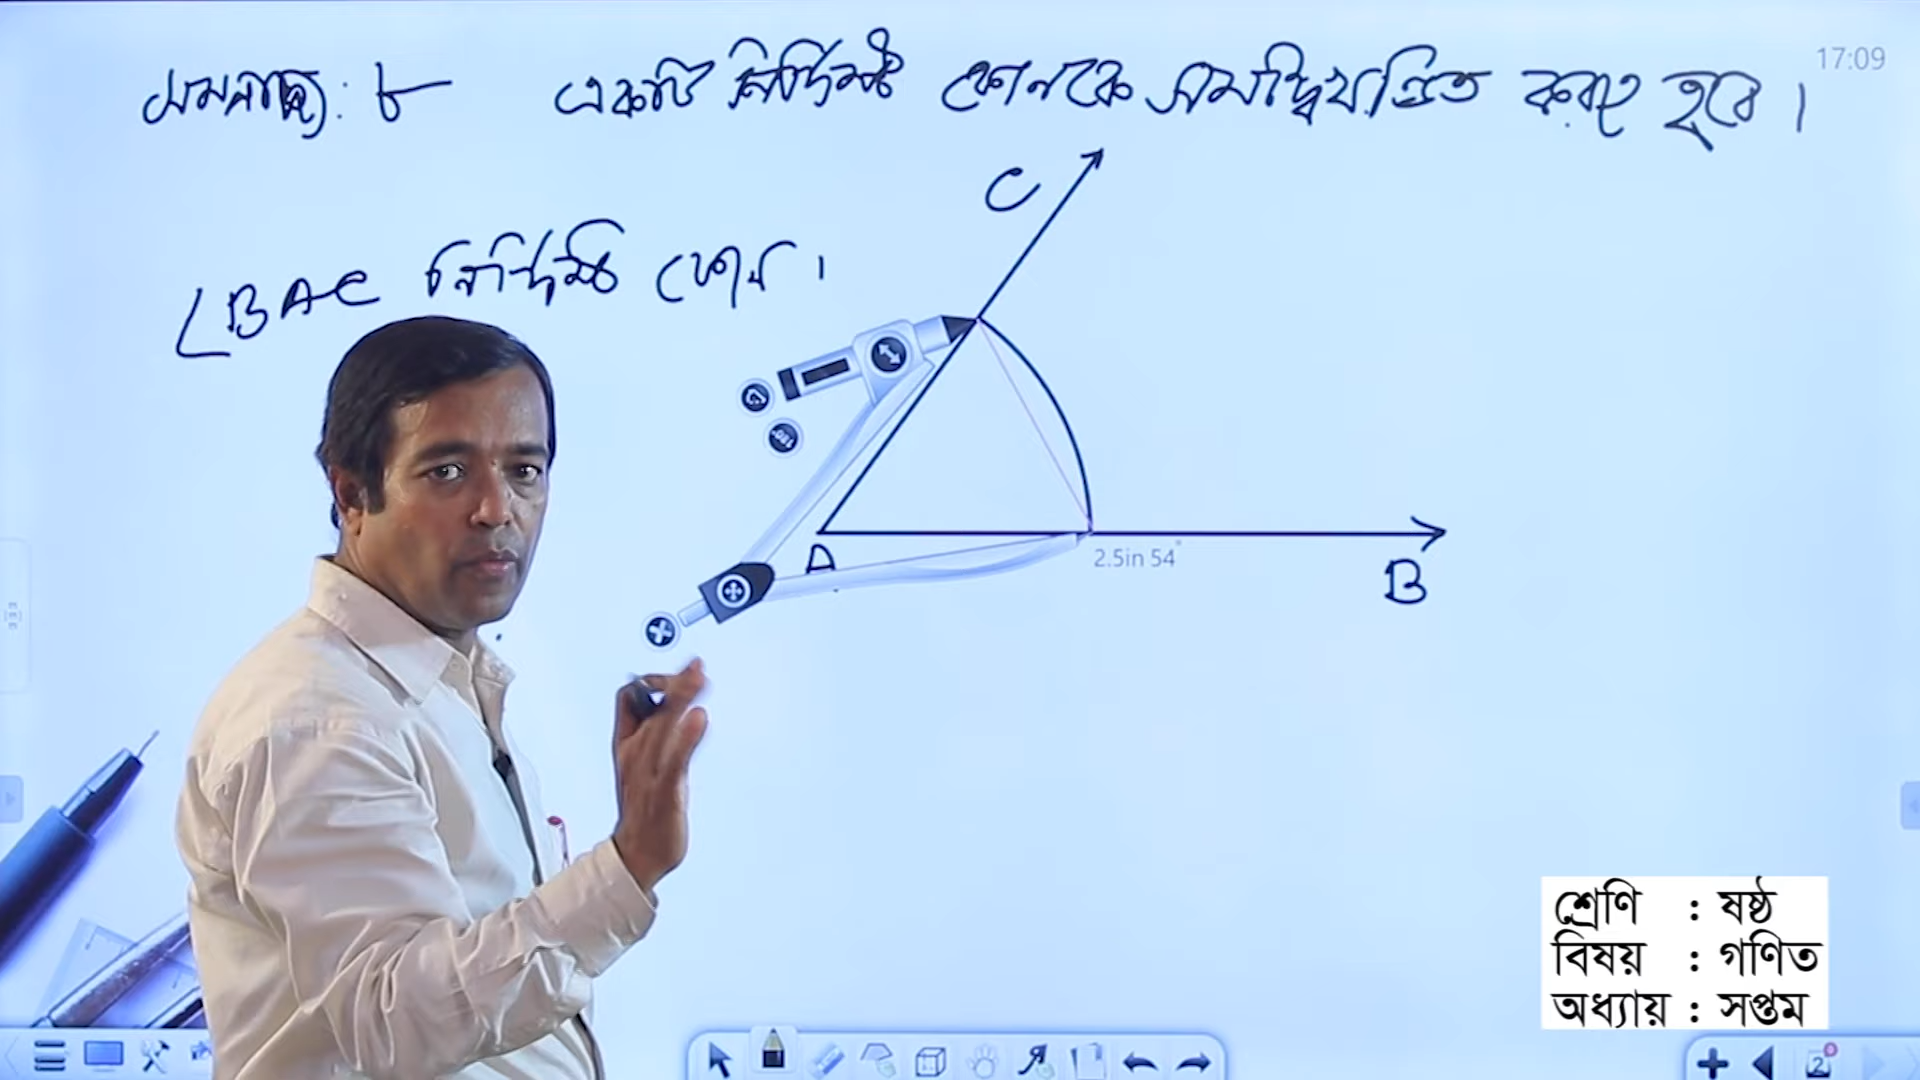 সমস্যা: ৮ একটি নির্দিষ্ট কোণকে সমদ্বিখণ্ডিত করতে হবে।
17:09
C
∠BAC নির্দিষ্ট কোণ।
A
2.5in 54°
B
শ্রেণি : ষষ্ঠ
বিষয় : গণিত
অধ্যায় : সপ্তম
2